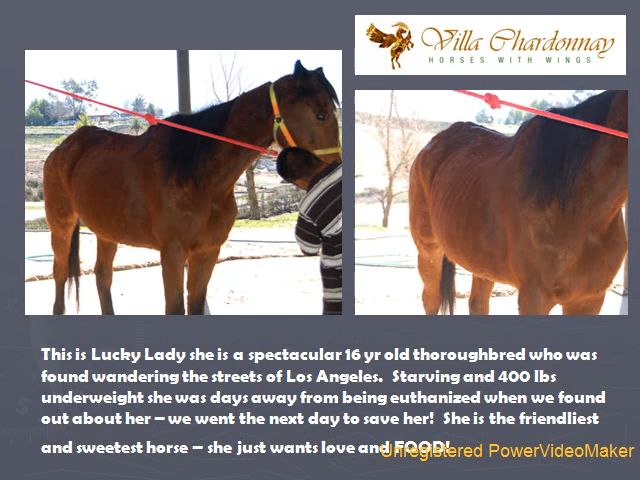 Villa Chardonnay
HORSES WITH WINGS
This is Lucky Lady she is a spectacular 16 yr old thoroughbred who was
found wandering the streets of Los Angeles. Starving and 400 lbs
underweight she was days away from being euthanized when we found
out about her – we went the next day to save her! She is the friendliest
and sweetest horse – she just wants love and FOOD!
Unregistered PowerVideoMaker